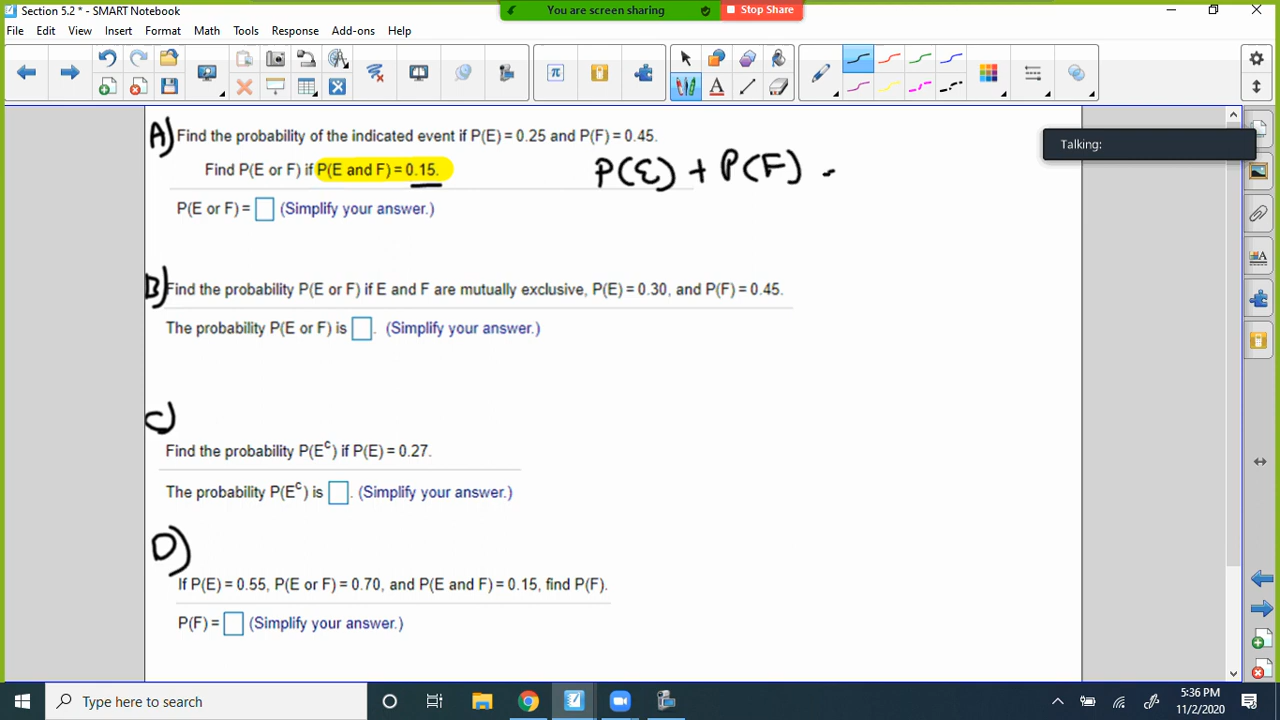 Section 5.2 * - SMART Notebook
You are screen sharing
Stop Share
File Edit View Insert Format Math Tools Response Add-ons Help
Talking:
A) Find the probability of the indicated event if P(E) = 0.25 and P(F) = 0.45.
Find P(E or F) if P(E and F) = 0.15.
P(E) + P(F) -
P(E or F) = (Simplify your answer.)
B) Find the probability P(E or F) if E and F are mutually exclusive, P(E) = 0.30, and P(F) = 0.45.
The probability P(E or F) is . (Simplify your answer.)
C)
Find the probability P(Eᶜ) if P(E) = 0.27.
The probability P(Eᶜ) is . (Simplify your answer.)
D)
If P(E) = 0.55, P(E or F) = 0.70, and P(E and F) = 0.15, find P(F).
P(F) = (Simplify your answer.)
Type here to search
5:36 PM
11/2/2020